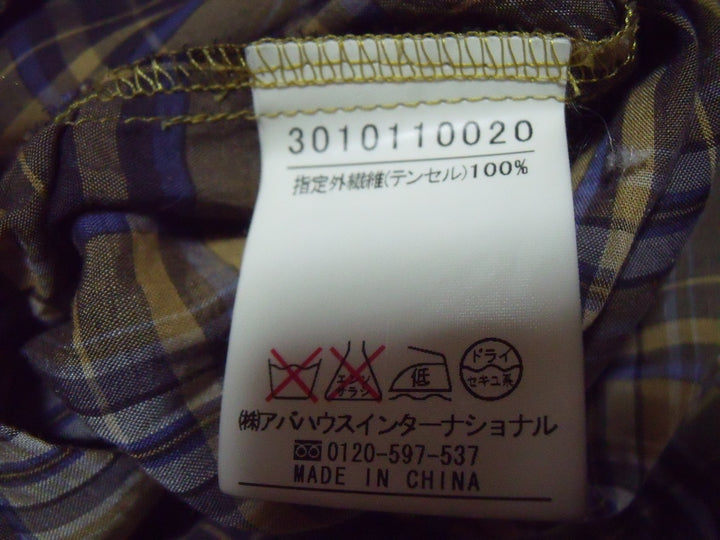 3010110020
指定外繊維(テンセル)100%
エンソ サラシ 低 ドライ セキユ系
(株)アバハウスインターナショナル
0120-597-537
MADE IN CHINA